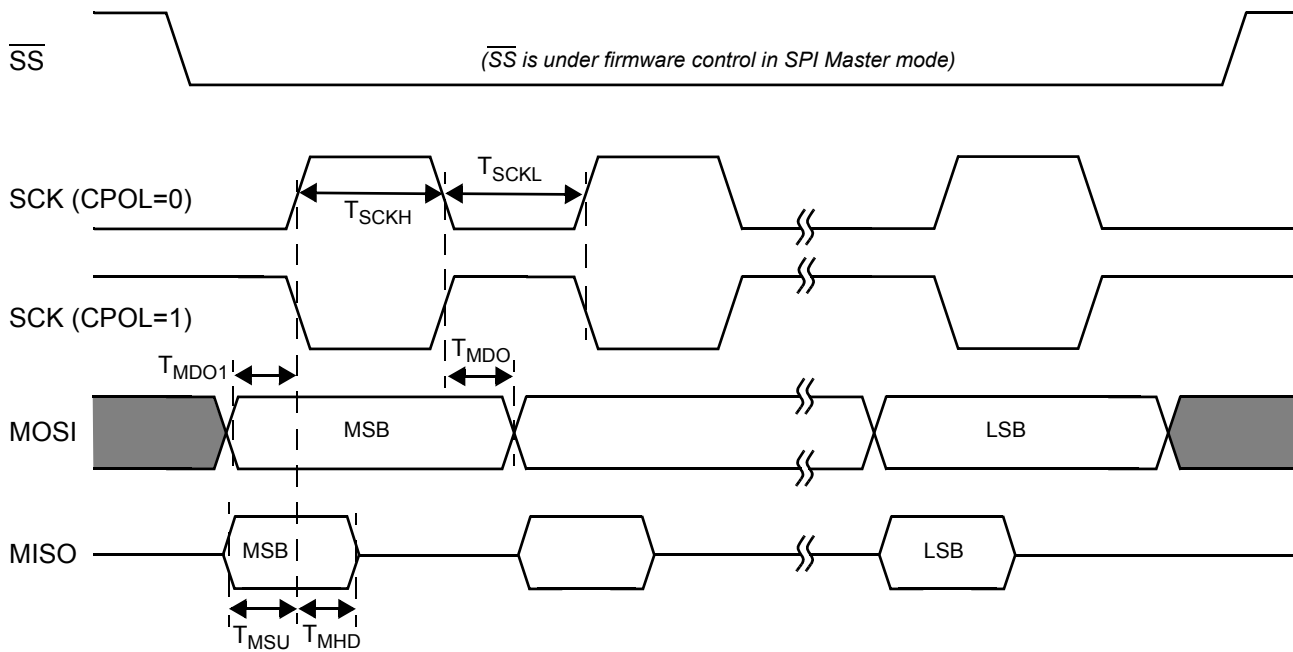 SS
(SS is under firmware control in SPI Master mode)
SCK (CPOL=0)
TSCKH
TSCKL
SCK (CPOL=1)
TMDO1
TMDO
MOSI
MSB
LSB
MISO
MSB
LSB
TMSU
TMHD